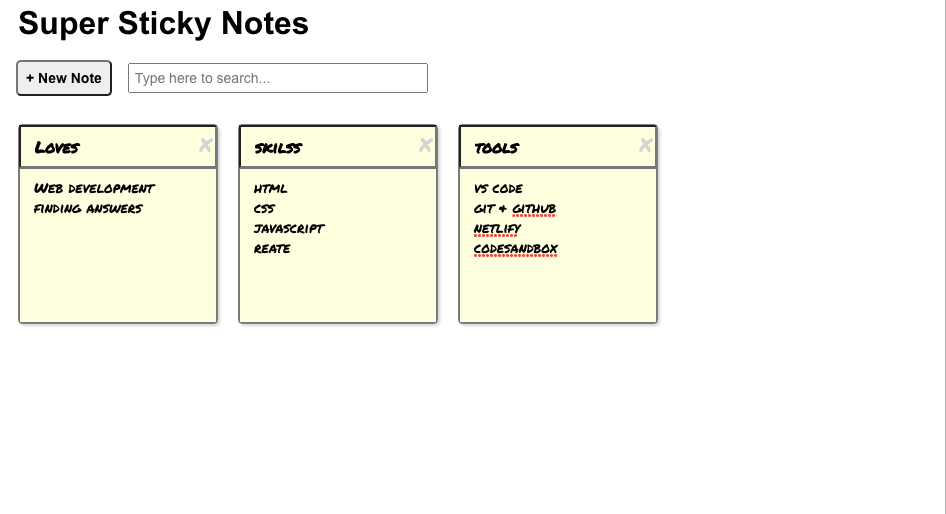 Super Sticky Notes
+ New Note
Type here to search...
Loves
skilss
tools
Web development
finding answers
html
css
javascript
reate
vs code
git & github
netlify
codesandbox